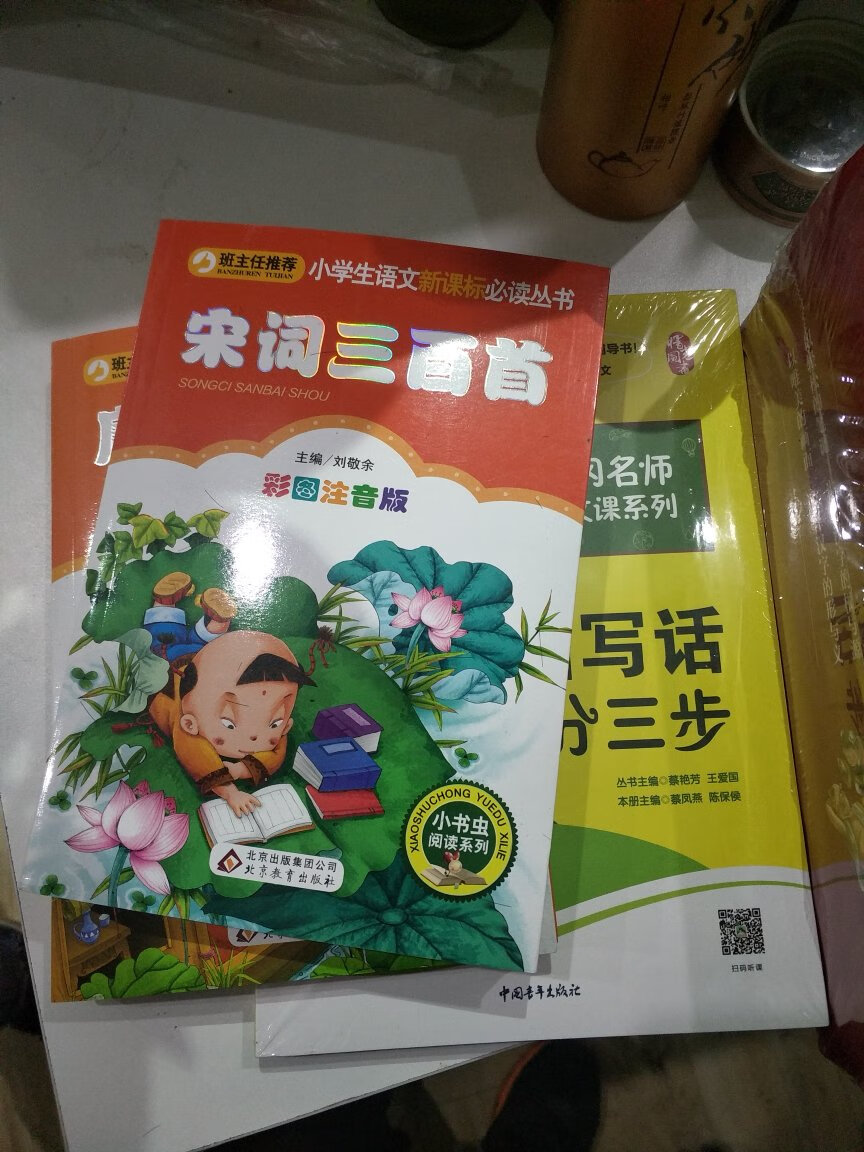 班主任推荐
BANZHUREN TUIJIAN
小学生语文新课标必读丛书
宋词三百首
SONGCI SANBAI SHOU
主编/刘敬余
彩图注音版
XIAOSHUCHONG YUEDU XILIE
小书虫
阅读系列
北京出版集团公司
北京教育出版社
班
导书!
文
名师
课系列
写话
三步
丛书主编◎蔡艳芳 王爱国
本册主编◎蔡凤燕 陈保侯
扫码听课
中国青年出版社